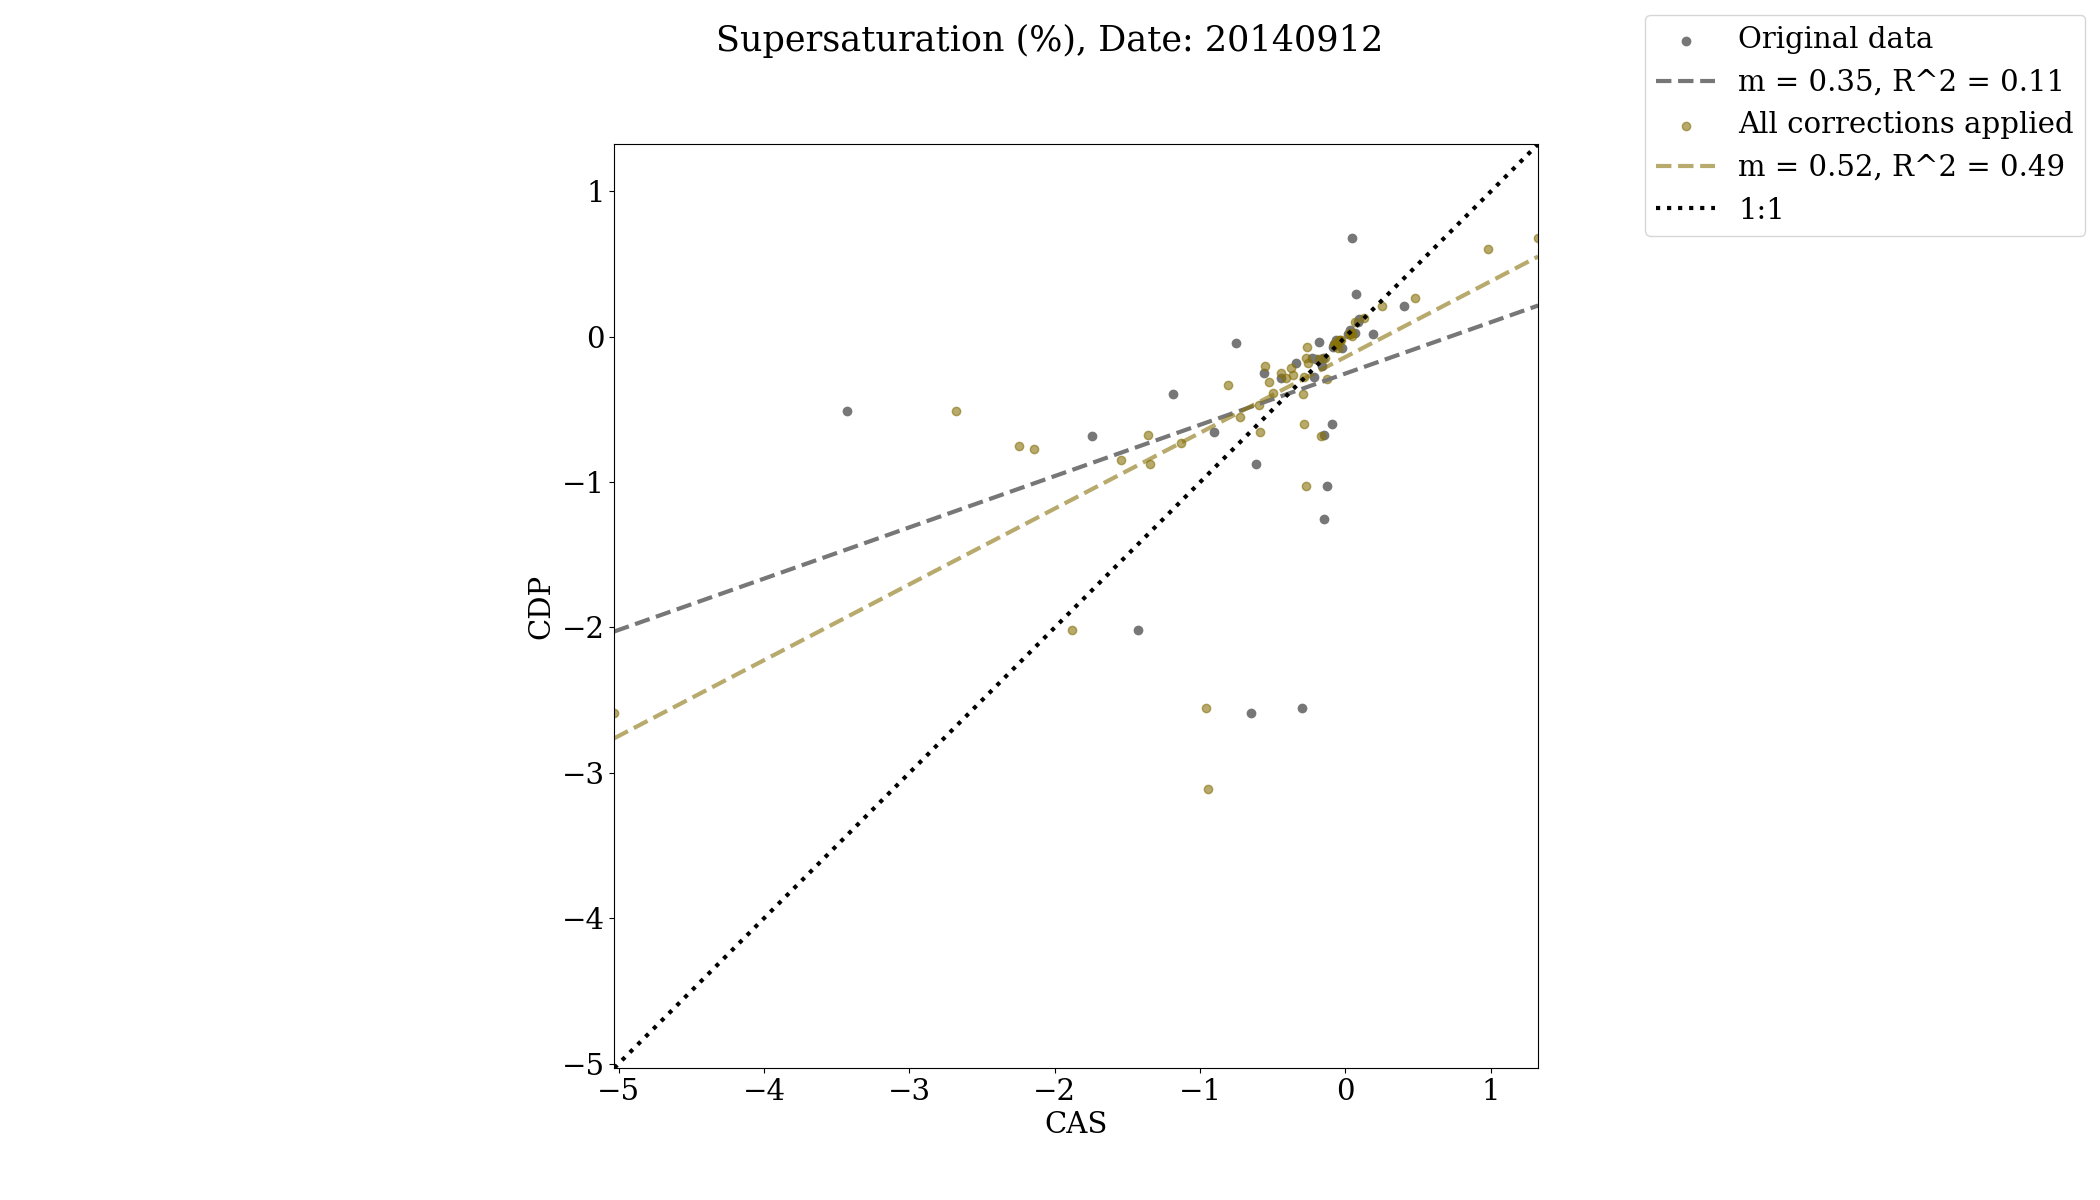 Supersaturation (%), Date: 20140912
Original data
m = 0.35, R^2 = 0.11
All corrections applied
m = 0.52, R^2 = 0.49
1:1
1
0
−1
−2
−3
−4
−5
CDP
−5 −4 −3 −2 −1 0 1
CAS